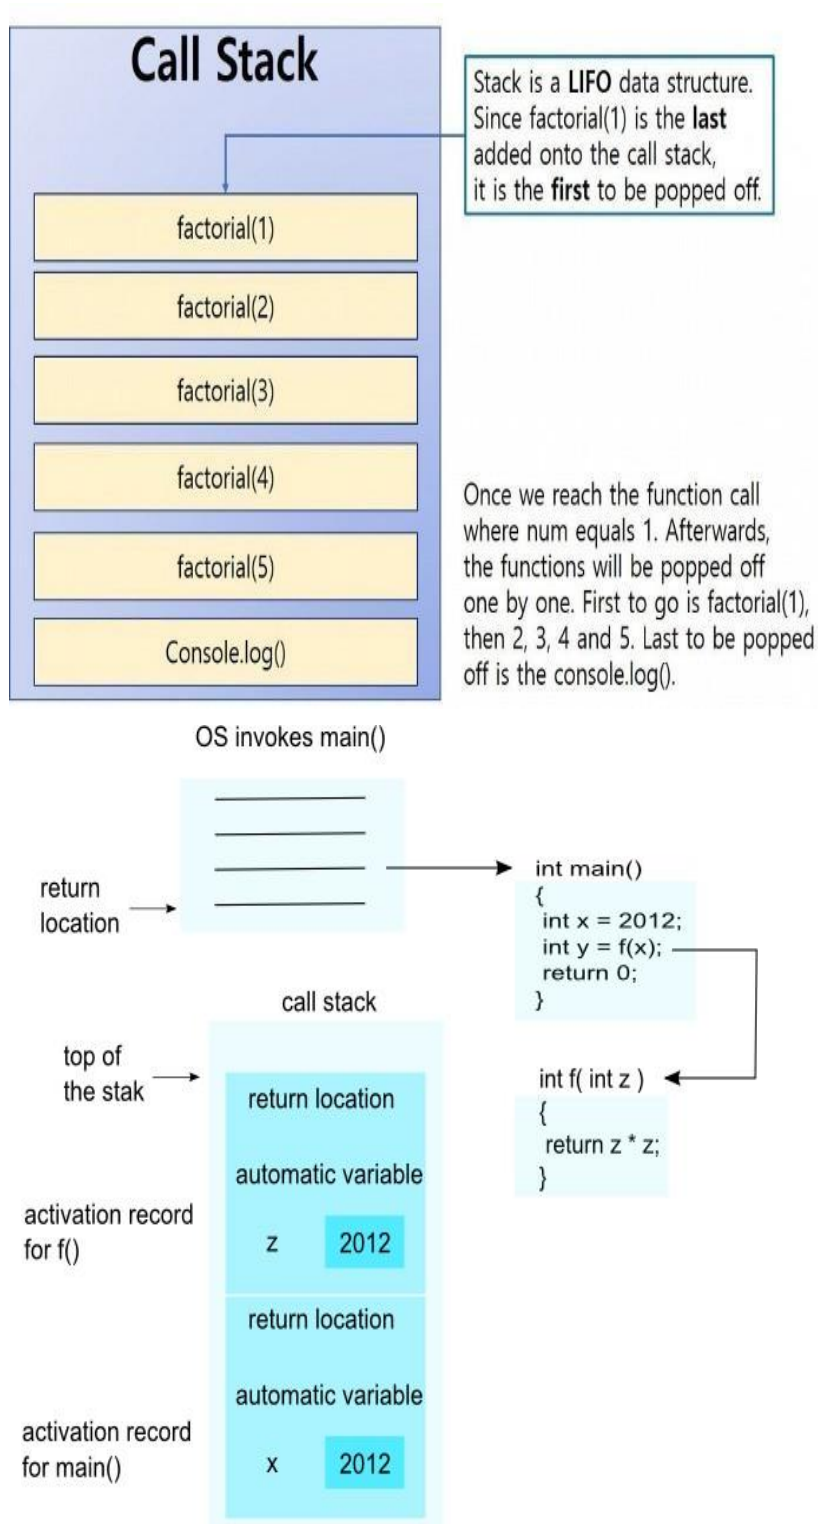 Call Stack
Stack is a LIFO data structure.
Since factorial(1) is the last
added onto the call stack,
it is the first to be popped off.
factorial(1)
factorial(2)
factorial(3)
factorial(4)
factorial(5)
Console.log()
Once we reach the function call
where num equals 1. Afterwards,
the functions will be popped off
one by one. First to go is factorial(1),
then 2, 3, 4 and 5. Last to be popped
off is the console.log().
OS invokes main()
return
location
int main()
{
int x = 2012;
int y = f(x);
return 0;
}
call stack
top of
the stak
int f( int z )
{
return z * z;
}
return location
automatic variable
activation record
for f()
z 2012
return location
automatic variable
activation record
for main()
x 2012